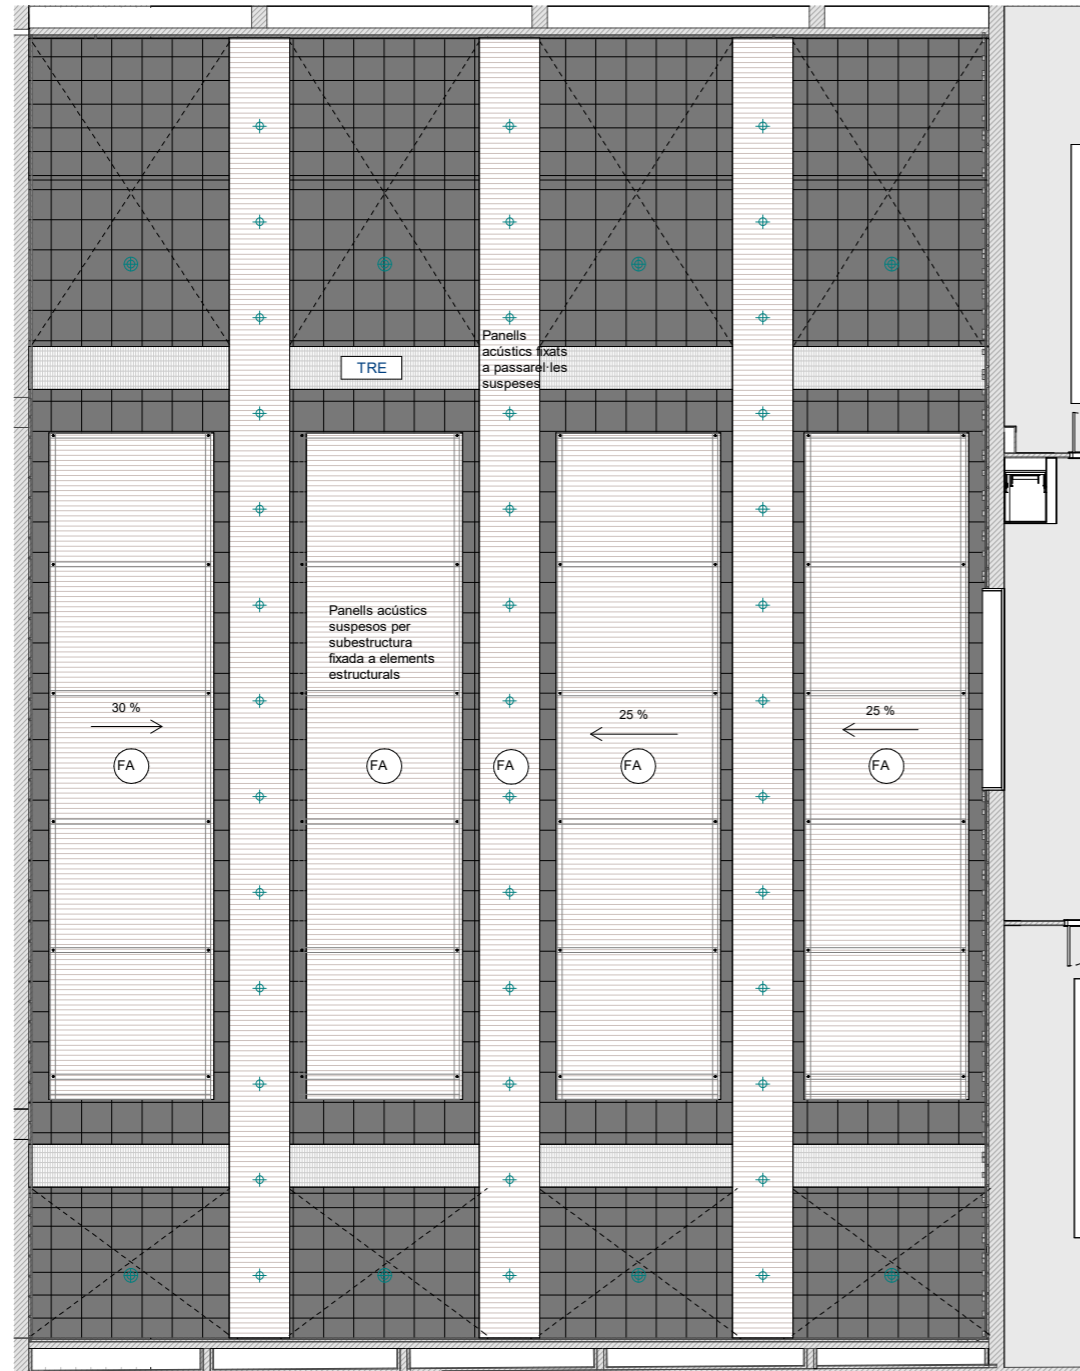 Panells
acústics fixats
a passarel·les
suspeses
TRE
Panells acústics
suspesos per
subestructura
fixada a elements
estructurals
30 %
25 %
25 %
FA
FA
FA
FA
FA